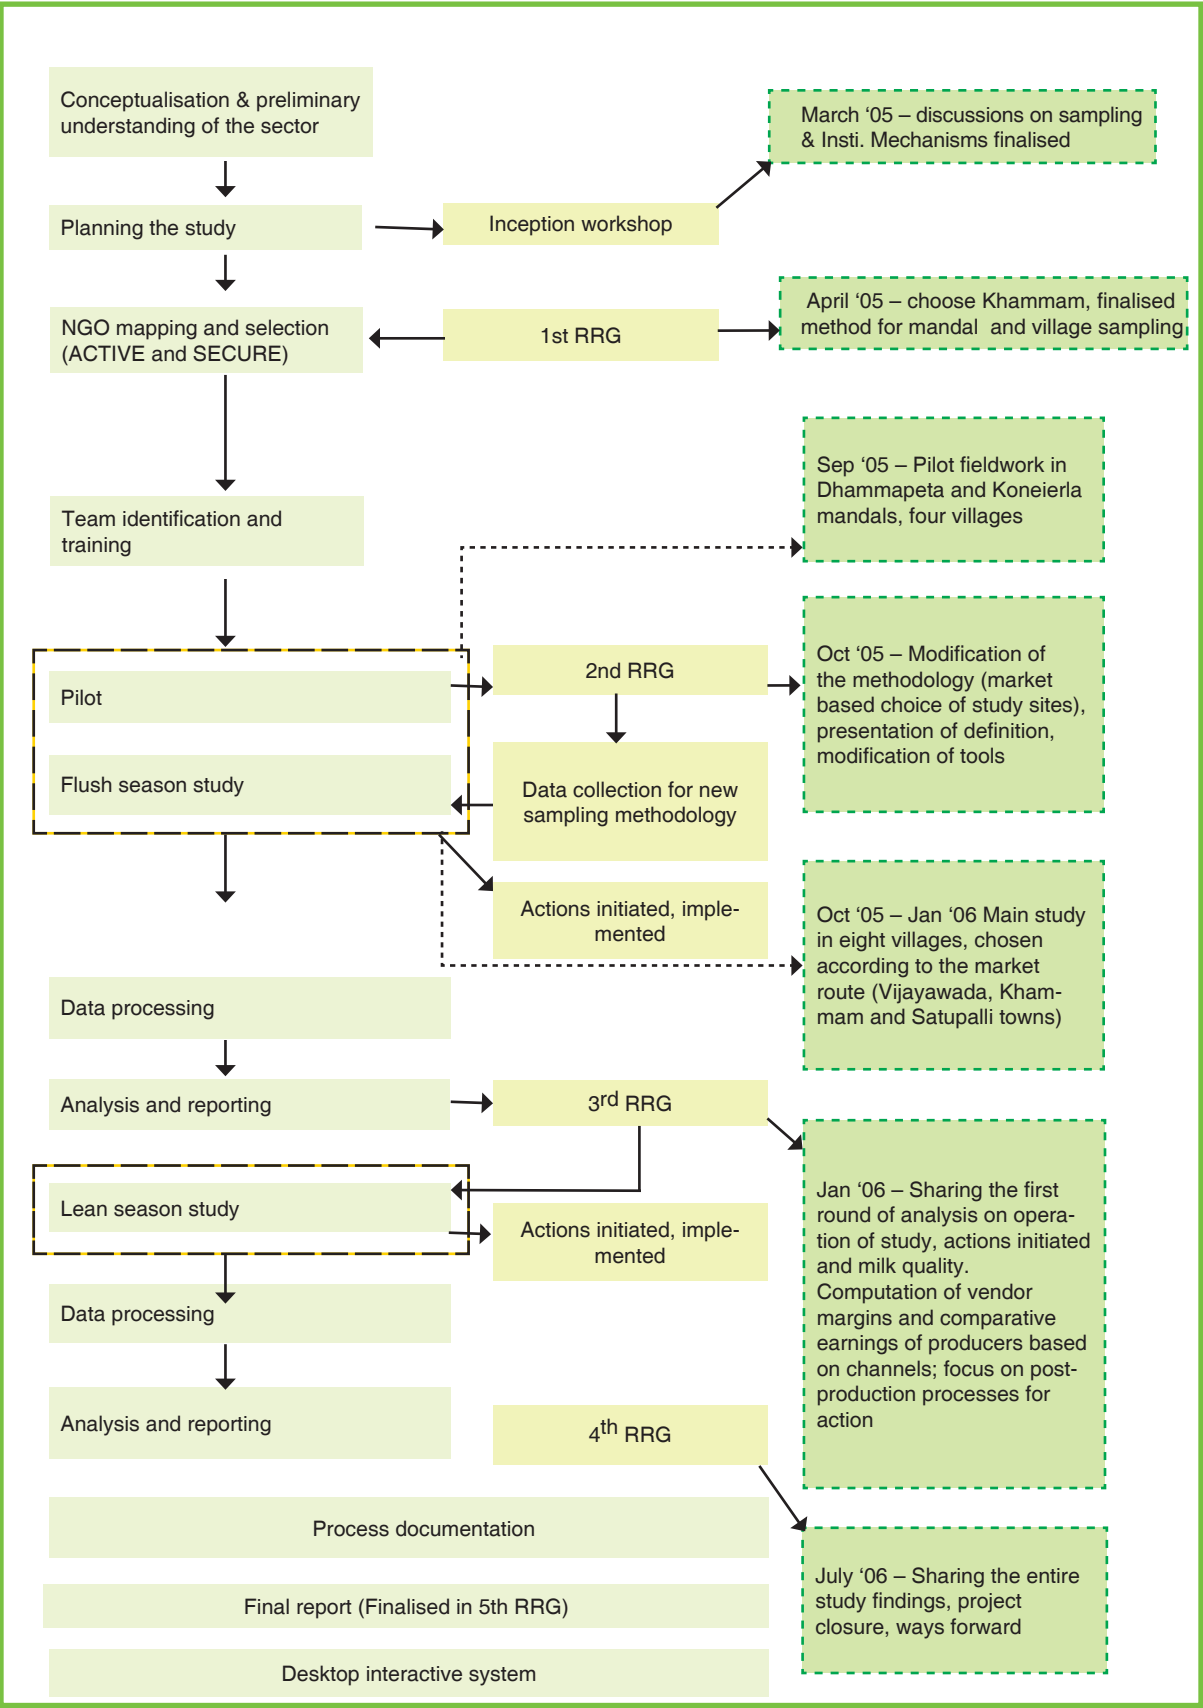 Conceptualisation & preliminary
understanding of the sector
March ‘05 – discussions on sampling
& Insti. Mechanisms finalised
Planning the study
Inception workshop
NGO mapping and selection
(ACTIVE and SECURE)
1st RRG
April ‘05 – choose Khammam, finalised
method for mandal and village sampling
Sep ‘05 – Pilot fieldwork in
Dhammapeta and Koneierla
mandals, four villages
Team identification and
training
Pilot
2nd RRG
Oct ‘05 – Modification of
the methodology (market
based choice of study sites),
presentation of definition,
modification of tools
Flush season study
Data collection for new
sampling methodology
Actions initiated, imple-
mented
Oct ‘05 – Jan ‘06 Main study
in eight villages, chosen
according to the market
route (Vijayawada, Kham-
mam and Satupalli towns)
Data processing
Analysis and reporting
3rd RRG
Jan ‘06 – Sharing the first
round of analysis on opera-
tion of study, actions initiated
and milk quality.
Computation of vendor
margins and comparative
earnings of producers based
on channels; focus on post-
production processes for
action
Lean season study
Actions initiated, imple-
mented
Data processing
Analysis and reporting
4th RRG
Process documentation
July ‘06 – Sharing the entire
study findings, project
closure, ways forward
Final report (Finalised in 5th RRG)
Desktop interactive system